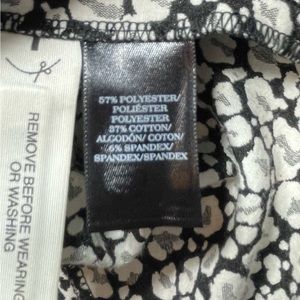 57% POLYESTER/
POLIÉSTER
POLYESTER
37% COTTON/
ALGODÓN/ COTON/
6% SPANDEX/
SPANDEX/SPANDEX
REMOVE BEFORE WEARING
OR WASHING